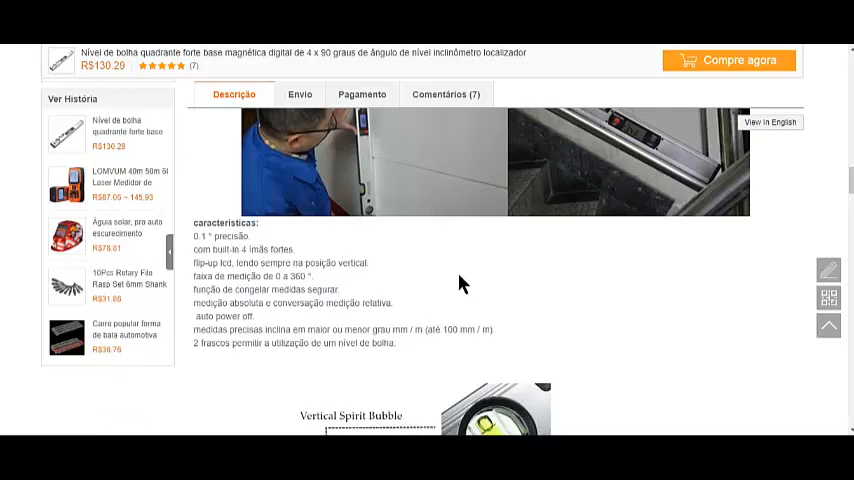 Nível de bolha quadrante forte base magnética digital de 4 x 90 graus de ângulo de nível inclinômetro localizador
R$130.29 (7)
Compre agora
Ver História
Nível de bolha
quadrante forte base
R$130.29
LOMVUM 40m 50m 6
Laser Medidor de
R$87.06 ~ 145.93
Águia solar, pro auto
escurecimento
R$78.81
10Pcs Rotary File
Rasp Set 6mm Shank
R$31.86
Carro popular forma
de bala automotiva
R$36.76
Descrição Envio Pagamento Comentários (7)
View in English
características:
0.1 ° precisão.
com built-in 4 ímãs fortes.
flip-up lcd, lendo sempre na posição vertical.
faixa de medição de 0 a 360 °.
função de congelar medidas segurar.
medição absoluta e conversação medição relativa.
auto power off.
medidas precisas inclina em maior ou menor grau mm / m (até 100 mm / m).
2 frascos permitir a utilização de um nível de bolha.
Vertical Spirit Bubble